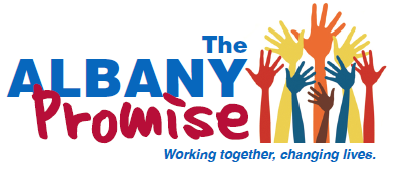 The
ALBANY
Promise
Working together, changing lives.